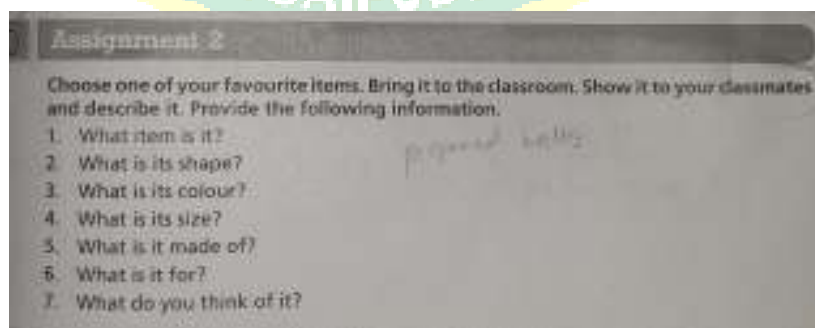 Assignment 2
Choose one of your favourite items. Bring it to the classroom. Show it to your classmates
and describe it. Provide the following information.
1. What item is it?
2. What is its shape?
3. What is its colour?
4. What is its size?
5. What is it made of?
6. What is it for?
7. What do you think of it?